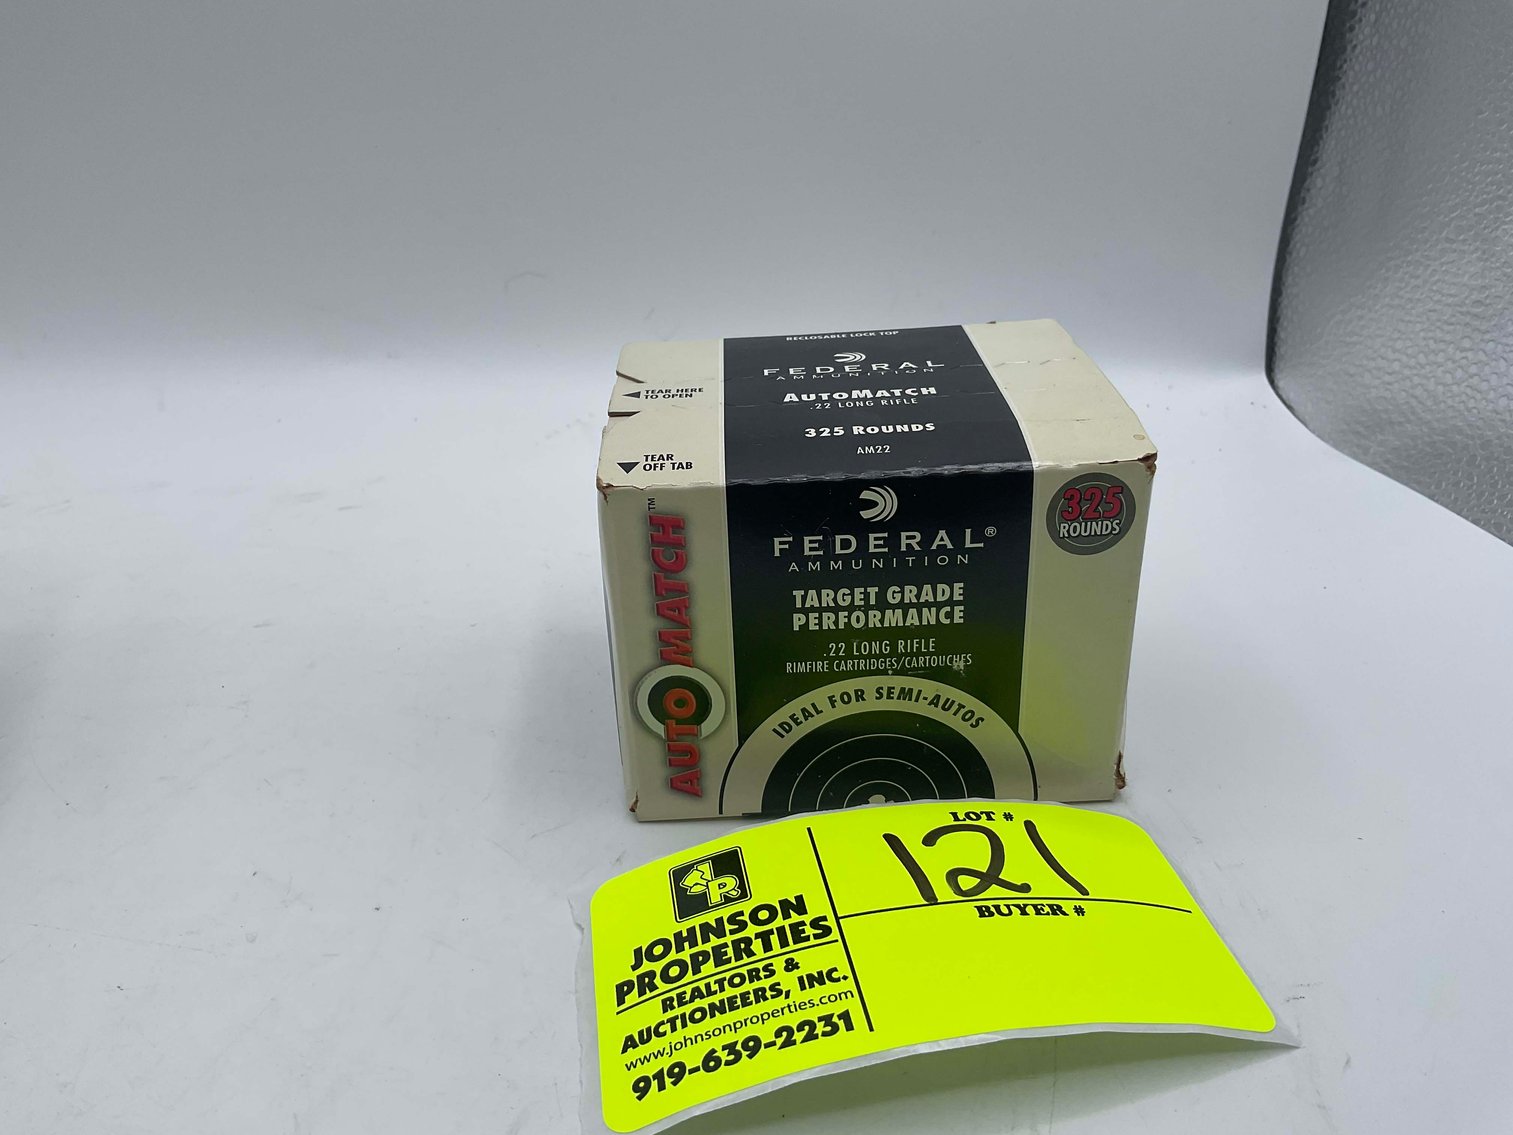 RECLOSABLE LOCK TOP
FEDERAL
AMMUNITION
AUTOMATCH
.22 LONG RIFLE
325 ROUNDS
AM22
TEAR HERE
TO OPEN
TEAR
OFF TAB
AUTOMATCH™
325
ROUNDS
FEDERAL®
AMMUNITION
TARGET GRADE
PERFORMANCE
.22 LONG RIFLE
RIMFIRE CARTRIDGES/CARTOUCHES
IDEAL FOR SEMI-AUTOS
JP
JOHNSON
PROPERTIES
REALTORS &
AUCTIONEERS, INC.
www.johnsonproperties.com
919-639-2231
LOT #
121
BUYER #